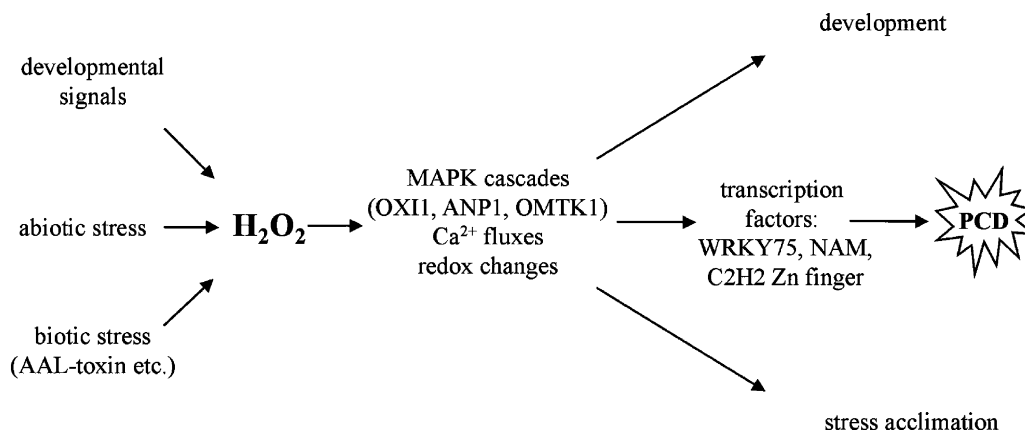 development
developmental
signals
abiotic stress
biotic stress
(AAL-toxin etc.)
H₂O₂
MAPK cascades
(OXI1, ANP1, OMTK1)
Ca²⁺ fluxes
redox changes
transcription
factors:
WRKY75, NAM,
C2H2 Zn finger
PCD
stress acclimation